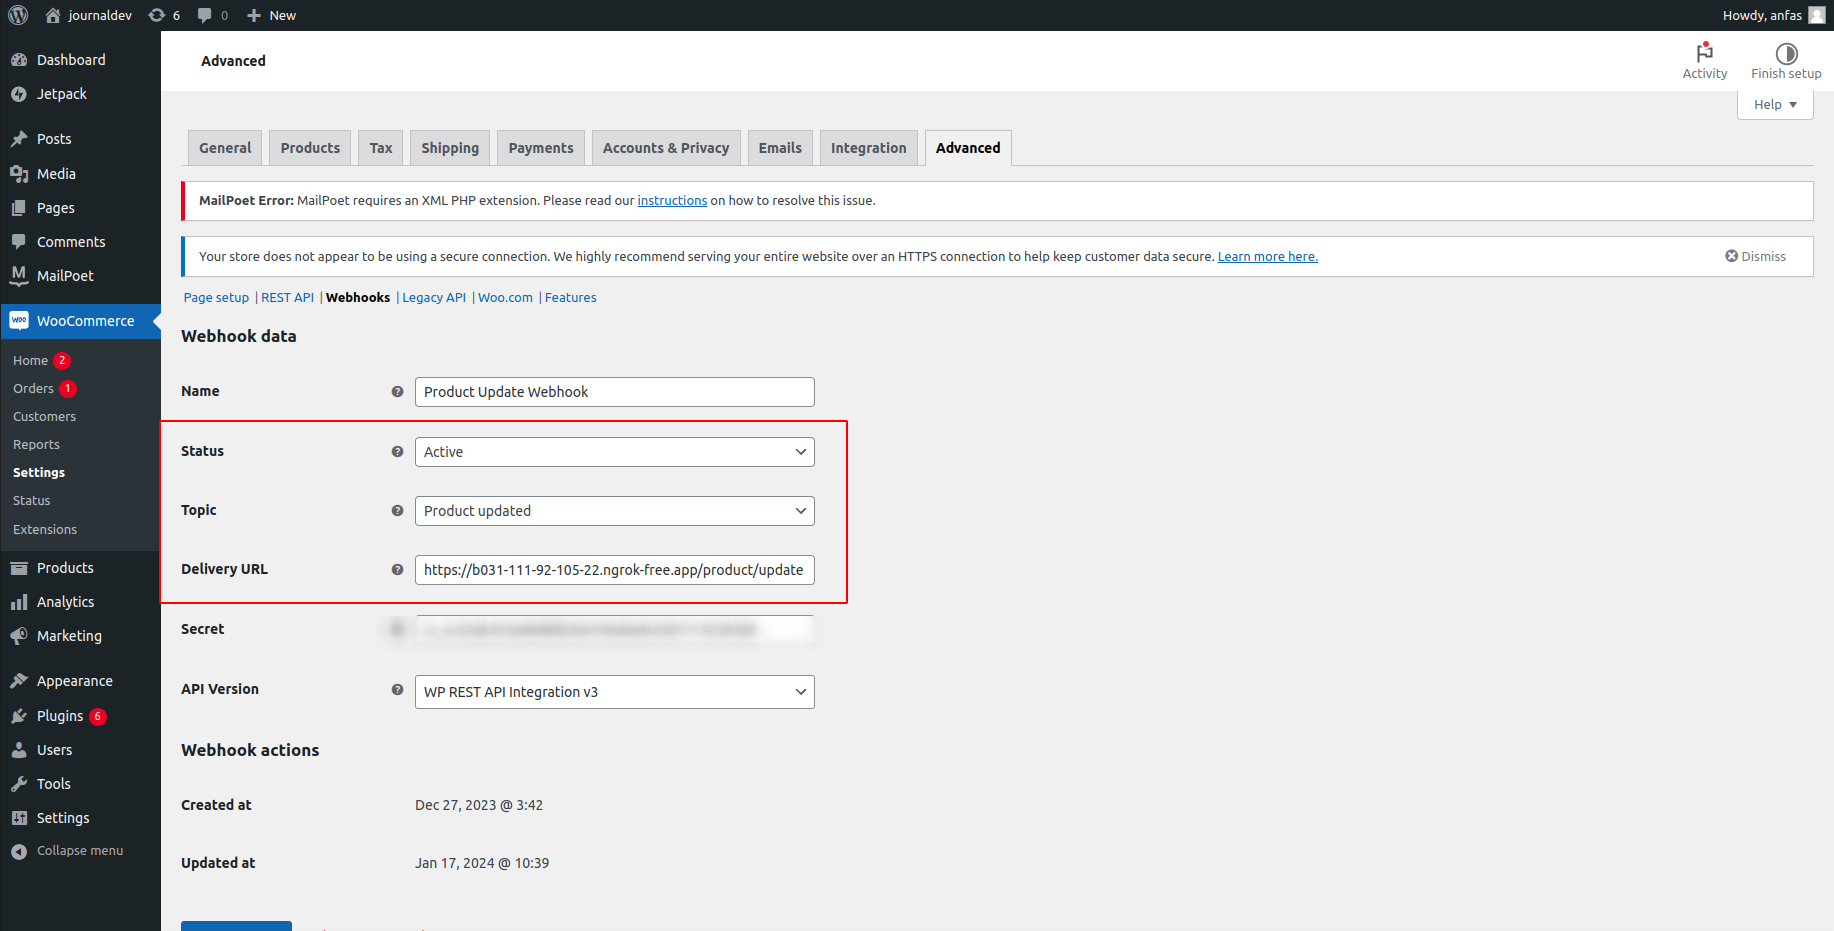 journaldev 6 0 New Howdy, anfas
Dashboard
Jetpack
Posts
Media
Pages
Comments
MailPoet
WooCommerce
Home 2
Orders 1
Customers
Reports
Settings
Status
Extensions
Products
Analytics
Marketing
Appearance
Plugins 6
Users
Tools
Settings
Collapse menu
Advanced
Activity Finish setup
Help
General Products Tax Shipping Payments Accounts & Privacy Emails Integration Advanced
MailPoet Error: MailPoet requires an XML PHP extension. Please read our instructions on how to resolve this issue.
Your store does not appear to be using a secure connection. We highly recommend serving your entire website over an HTTPS connection to help keep customer data secure. Learn more here. Dismiss
Page setup | REST API | Webhooks | Legacy API | Woo.com | Features
Webhook data
Name Product Update Webhook
Status Active
Topic Product updated
Delivery URL https://b031-111-92-105-22.ngrok-free.app/product/update
Secret
API Version WP REST API Integration v3
Webhook actions
Created at Dec 27, 2023 @ 3:42
Updated at Jan 17, 2024 @ 10:39